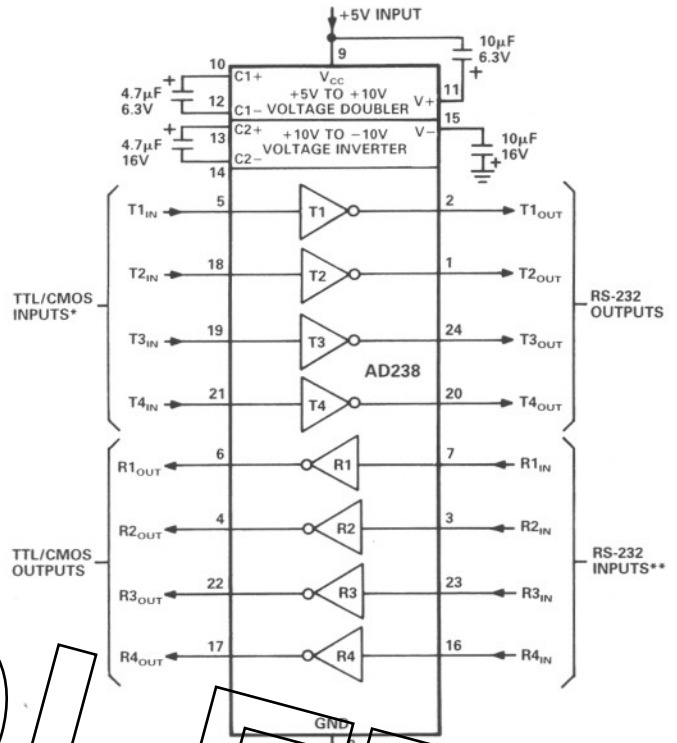 +5V INPUT
9
10μF
6.3V
+
10
+
4.7μF
6.3V
12
C1+
C1−
VCC
+5V TO +10V
VOLTAGE DOUBLER
V+
11
+
4.7μF
16V
13
14
C2+
C2−
+10V TO −10V
VOLTAGE INVERTER
V−
15
10μF
16V
+
TTL/CMOS
INPUTS*
T1IN 5 T1 2 T1OUT
T2IN 18 T2 1 T2OUT
T3IN 19 T3 24 T3OUT
AD238
T4IN 21 T4 20 T4OUT
RS-232
OUTPUTS
R1OUT 6 R1 7 R1IN
R2OUT 4 R2 3 R2IN
TTL/CMOS
OUTPUTS
RS-232
INPUTS**
R3OUT 22 R3 23 R3IN
R4OUT 17 R4 16 R4IN
GND